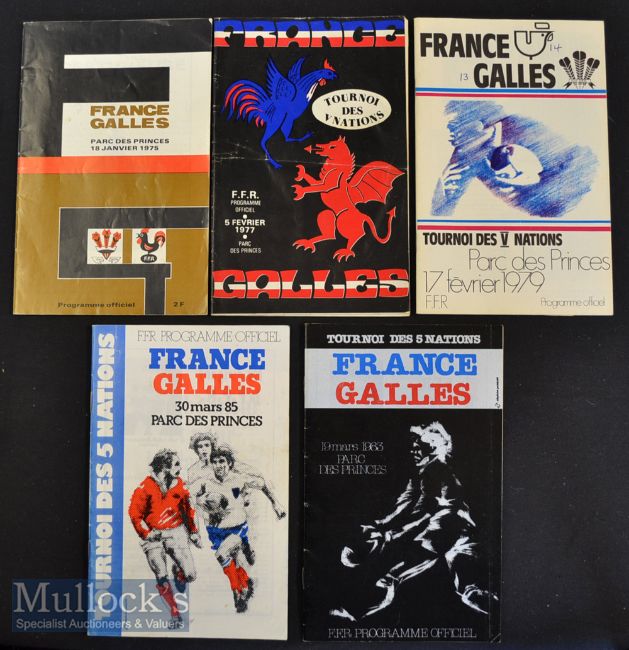 FRANCE
GALLES
PARC DES PRINCES
18 JANVIER 1975
FFR
Programme officiel 2F
FRANCE
TOURNOI
DES
V NATIONS
F.F.R.
PROGRAMME
OFFICIEL
5 FEVRIER
1977
PARC
DES PRINCES
GALLES
FRANCE
14
13 GALLES
TOURNOI DES V NATIONS
Parc des Princes
17 février 1979
F.F.R. Programme officiel
TOURNOI DES 5 NATIONS
F.F.R. PROGRAMME OFFICIEL
FRANCE
GALLES
30 mars 85
PARC DES PRINCES
TOURNOI DES 5 NATIONS
FRANCE
GALLES
19 mars 1983
PARC
DES PRINCES
F.F.R. PROGRAMME OFFICIEL
Mullock's
Specialist Auctioneers & Valuers